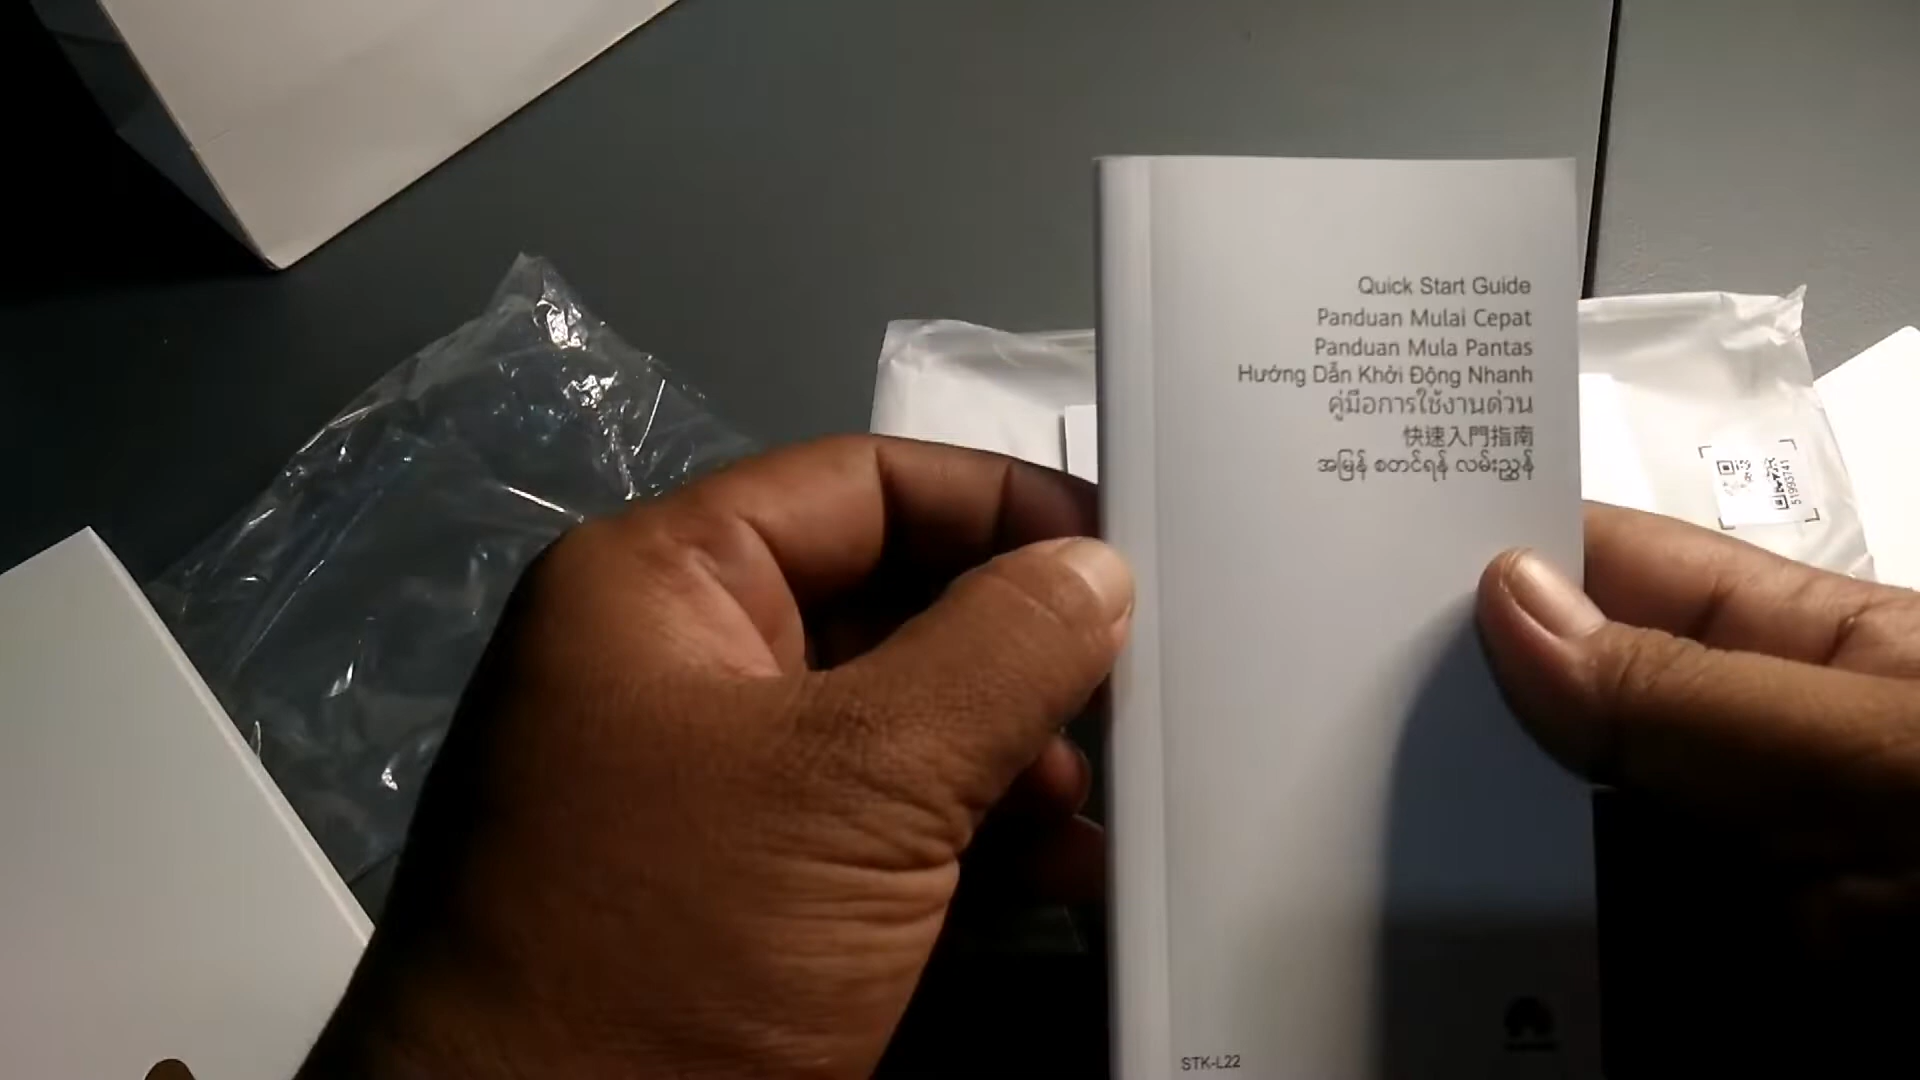 Quick Start Guide
Panduan Mulai Cepat
Panduan Mula Pantas
Hướng Dẫn Khởi Động Nhanh
คู่มือการใช้งานด่วน
快速入門指南
အမြန် စတင်ရန် လမ်းညွှန်
STK-L22